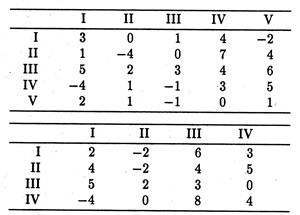 I II III IV V
I 3 0 1 4 −2
II 1 −4 0 7 4
III 5 2 3 4 6
IV −4 1 −1 3 5
V 2 1 −1 0 1
I II III IV
I 2 −2 6 3
II 4 −2 4 5
III 5 2 3 0
IV −4 0 8 4